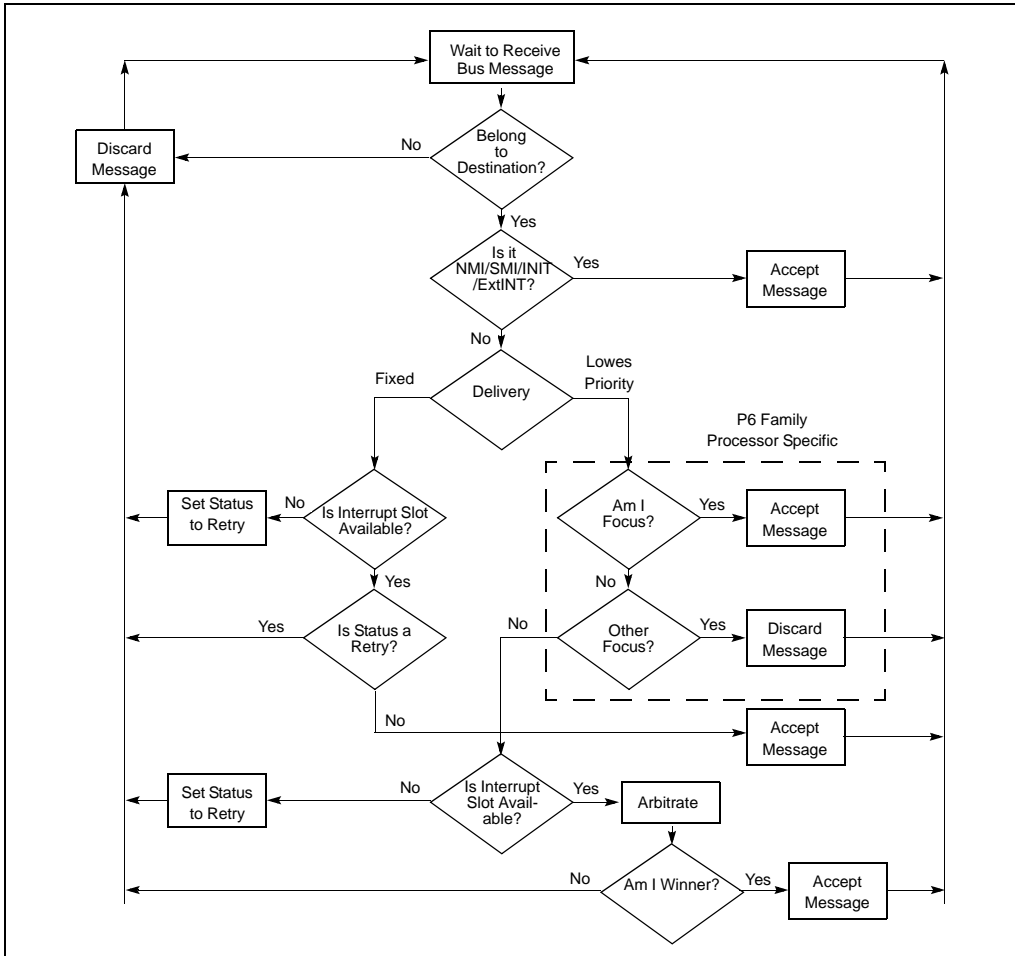 Wait to Receive
Bus Message
Belong
to
Destination?
No
Discard
Message
Yes
Is it
NMI/SMI/INIT
/ExtINT?
Yes
Accept
Message
No
Delivery
Fixed
Lowes
Priority
P6 Family
Processor Specific
Set Status
to Retry
No
Is Interrupt Slot
Available?
Am I
Focus?
Yes
Accept
Message
Yes
No
Yes
Is Status a
Retry?
No
Other
Focus?
Yes
Discard
Message
No
Accept
Message
Set Status
to Retry
No
Is Interrupt
Slot Avail-
able?
Yes
Arbitrate
No
Am I Winner?
Yes
Accept
Message